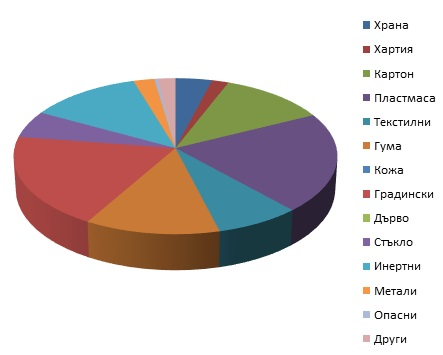 Храна
Хартия
Картон
Пластмаса
Текстилни
Гума
Кожа
Градински
Дърво
Стъкло
Инертни
Метали
Опасни
Други